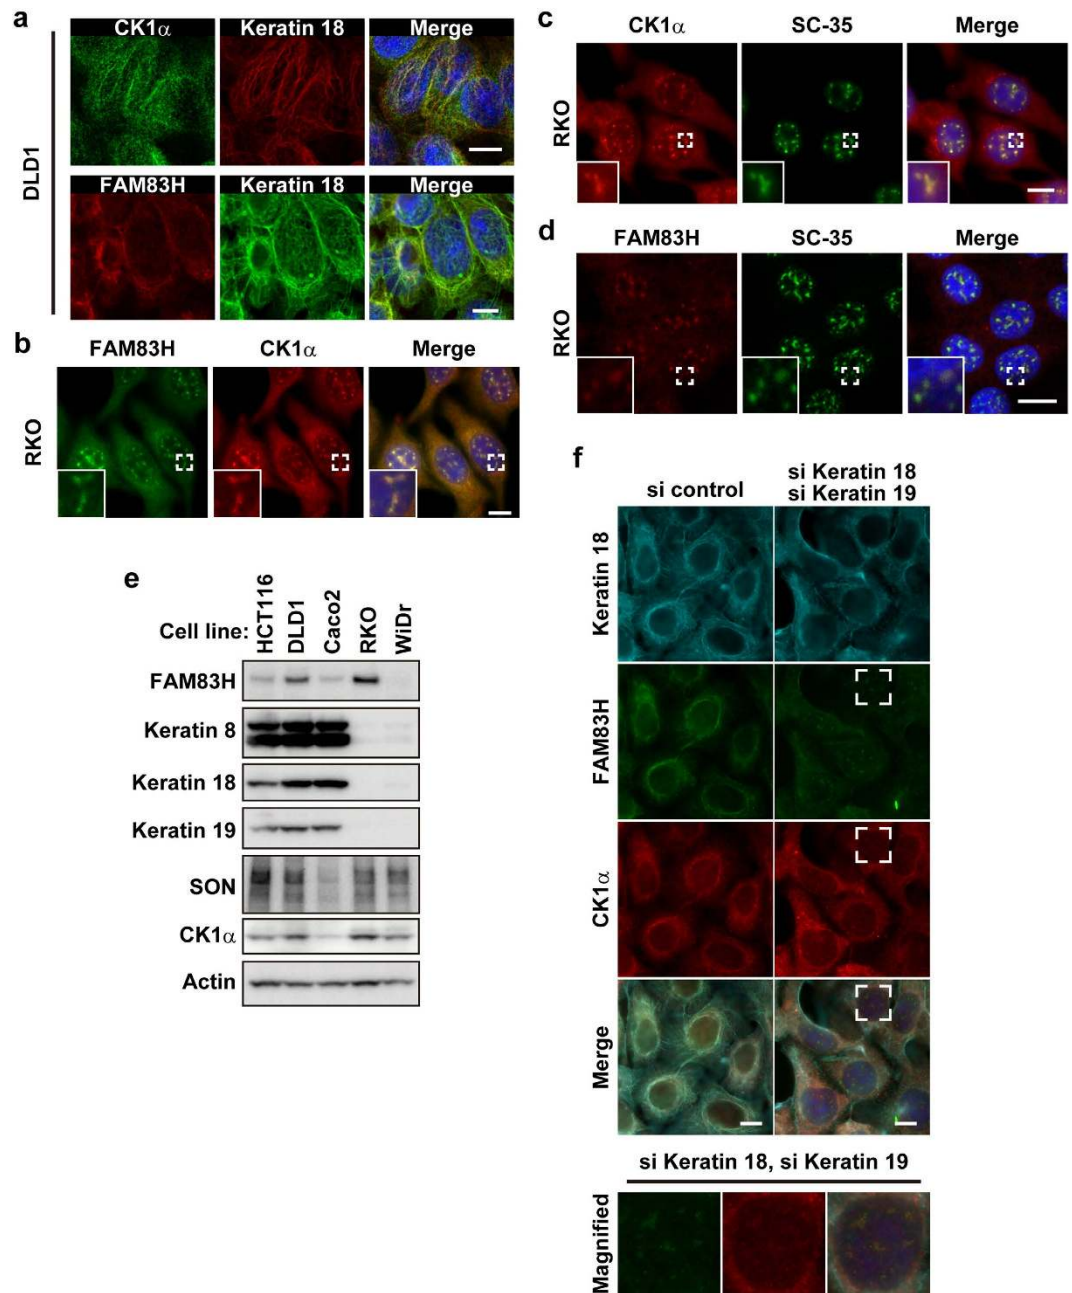 a
CK1α Keratin 18 Merge
DLD1
FAM83H Keratin 18 Merge
b
FAM83H CK1α Merge
RKO
c
CK1α SC-35 Merge
RKO
d
FAM83H SC-35 Merge
RKO
e
Cell line: HCT116 DLD1 Caco2 RKO WiDr
FAM83H
Keratin 8
Keratin 18
Keratin 19
SON
CK1α
Actin
f
si control
si Keratin 18
si Keratin 19
Keratin 18
FAM83H
CK1α
Merge
si Keratin 18, si Keratin 19
Magnified